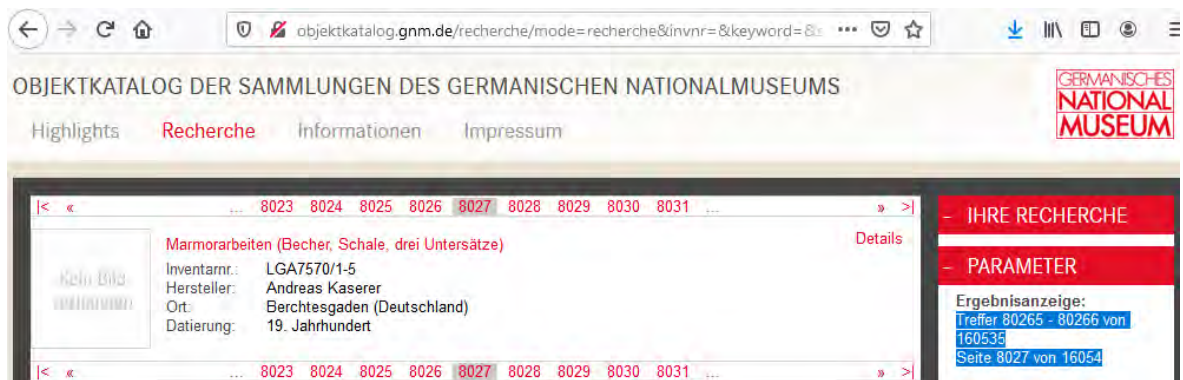 objektkatalog.gnm.de/recherche/mode=recherche&invnr=&keyword=&
OBJEKTKATALOG DER SAMMLUNGEN DES GERMANISCHEN NATIONALMUSEUMS
GERMANISCHES
NATIONAL
MUSEUM
Highlights Recherche Informationen Impressum
|< « ... 8023 8024 8025 8026 8027 8028 8029 8030 8031 ... » >|
Marmorarbeiten (Becher, Schale, drei Untersätze) Details
Kein Bild
Inventarnr.: LGA7570/1-5
Hersteller: Andreas Kaserer
Ort: Berchtesgaden (Deutschland)
Datierung: 19. Jahrhundert
|< « ... 8023 8024 8025 8026 8027 8028 8029 8030 8031 ... » >|
– IHRE RECHERCHE
– PARAMETER
Ergebnisanzeige:
Treffer 80265 - 80266 von
160535
Seite 8027 von 16054